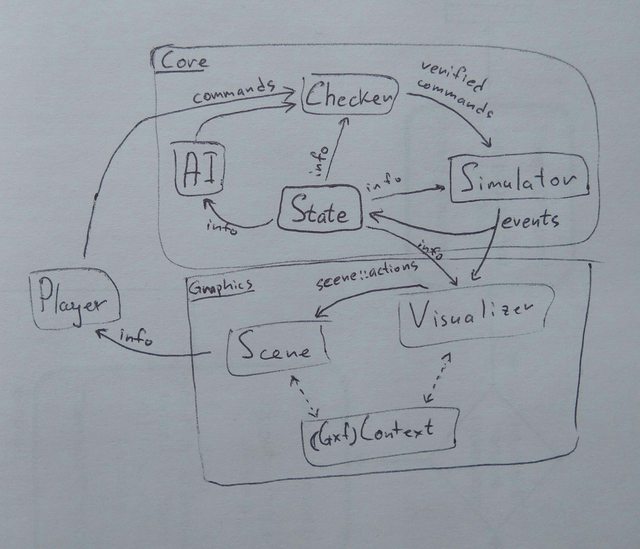 Core
commands
Checker
verified
commands
AI
info
info
Simulator
State
info
events
info
scene::actions
Player
Graphics
Visualizer
info
Scene
(Gxf)Context